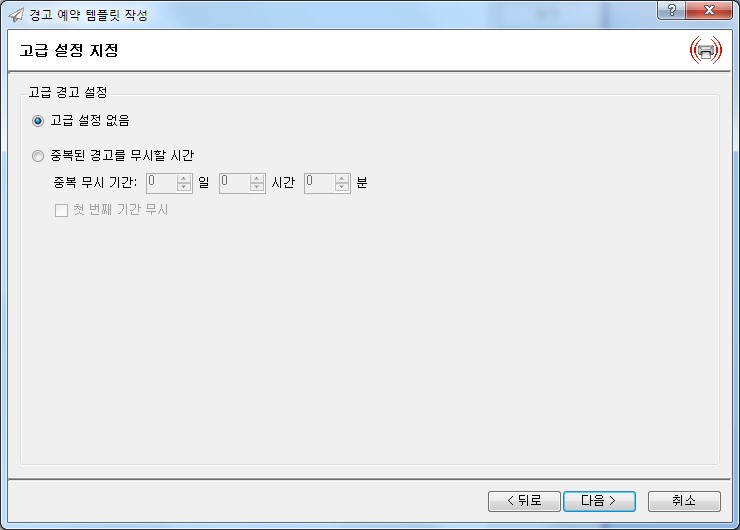 경고 예약 템플릿 작성
고급 설정 지정
고급 경고 설정
고급 설정 없음
중복된 경고를 무시할 시간
중복 무시 기간: 0 일 0 시간 0 분
첫 번째 기간 무시
< 뒤로 다음 > 취소